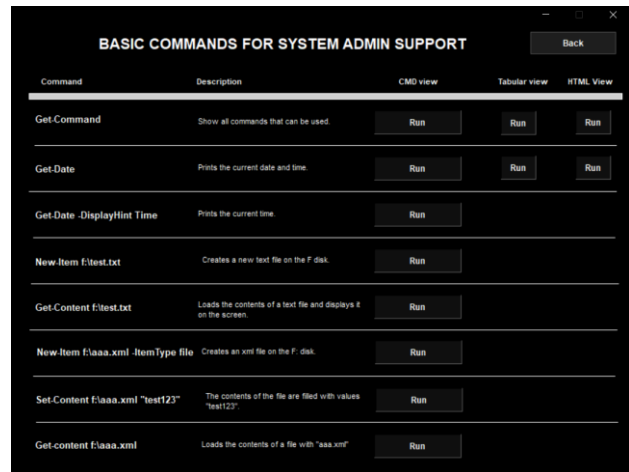 BASIC COMMANDS FOR SYSTEM ADMIN SUPPORT
Back
Command Description CMD view Tabular view HTML View
Get-Command Show all commands that can be used. Run Run Run
Get-Date Prints the current date and time. Run Run Run
Get-Date -DisplayHint Time Prints the current time. Run
New-Item f:\test.txt Creates a new text file on the F disk. Run
Get-Content f:\test.txt Loads the contents of a text file and displays it
on the screen. Run
New-Item f:\aaa.xml -ItemType file Creates an xml file on the F: disk. Run
Set-Content f:\aaa.xml "test123" The contents of the file are filled with values
"test123". Run
Get-content f:\aaa.xml Loads the contents of a file with "aaa.xml" Run